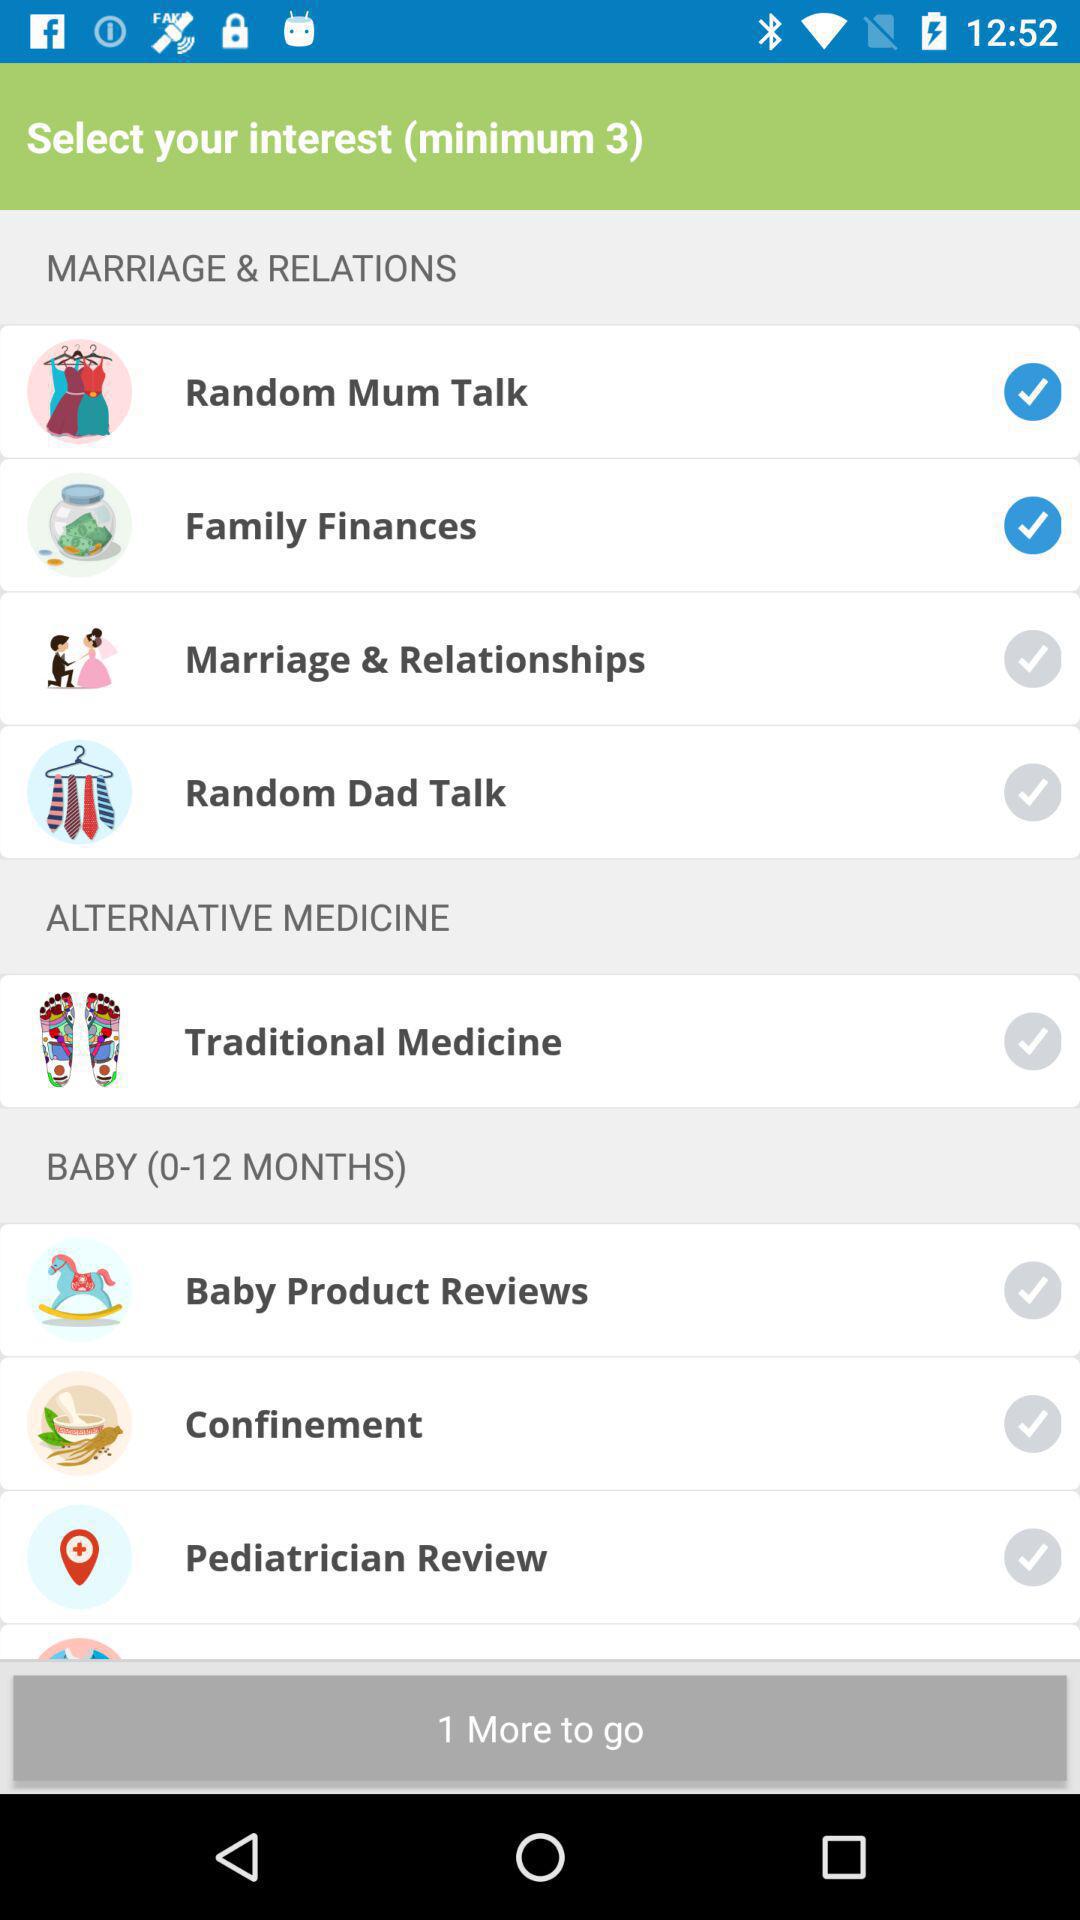 FAKE
12:52
Select your interest (minimum 3)
MARRIAGE & RELATIONS
Random Mum Talk
Family Finances
Marriage & Relationships
Random Dad Talk
ALTERNATIVE MEDICINE
Traditional Medicine
BABY (0-12 MONTHS)
Baby Product Reviews
Confinement
Pediatrician Review
1 More to go